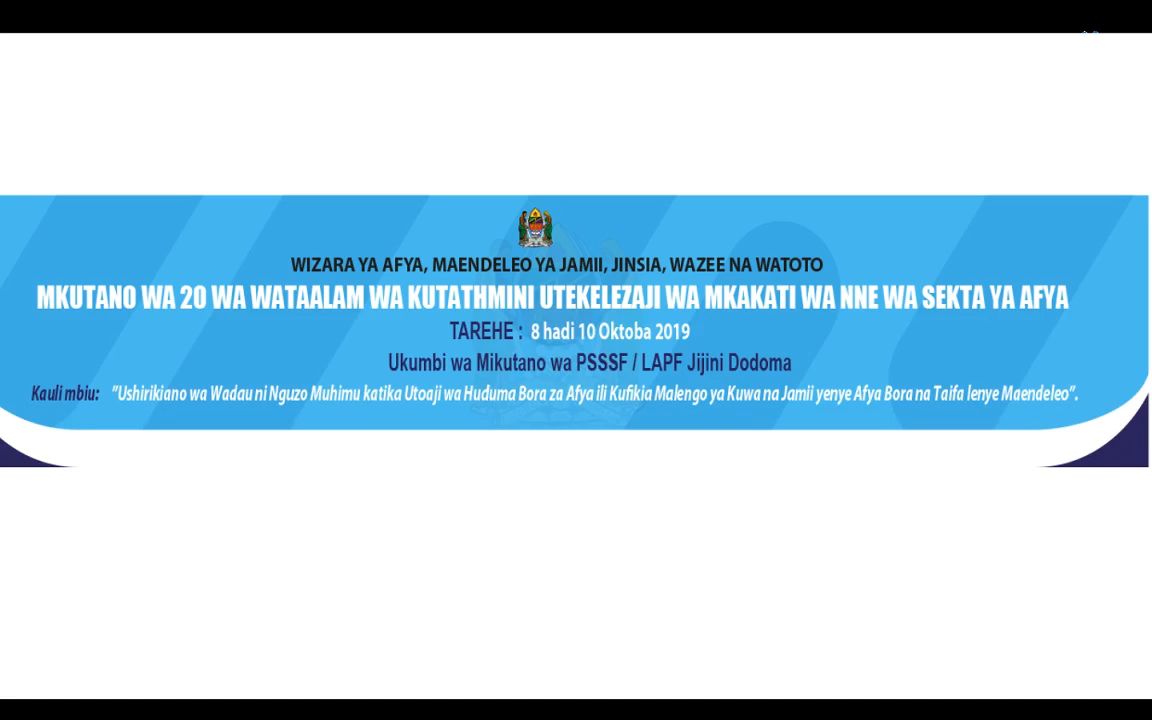 WIZARA YA AFYA, MAENDELEO YA JAMII, JINSIA, WAZEE NA WATOTO
MKUTANO WA 20 WA WATAALAM WA KUTATHMINI UTEKELEZAJI WA MKAKATI WA NNE WA SEKTA YA AFYA
TAREHE : 8 hadi 10 Oktoba 2019
Ukumbi wa Mikutano wa PSSSF / LAPF Jijini Dodoma
Kauli mbiu: "Ushirikiano wa Wadau ni Nguzo Muhimu katika Utoaji wa Huduma Bora za Afya ili Kufikia Malengo ya Kuwa na Jamii yenye Afya Bora na Taifa lenye Maendeleo".